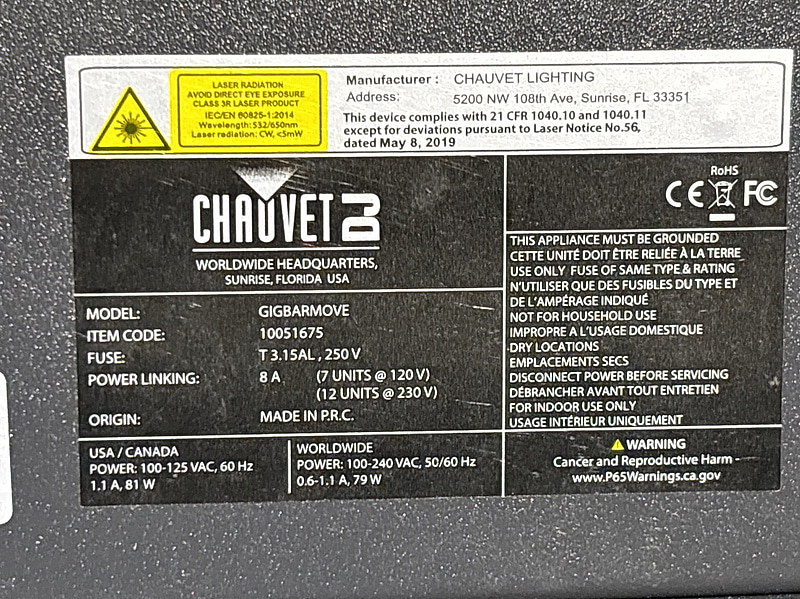 LASER RADIATION
AVOID DIRECT EYE EXPOSURE
CLASS 3R LASER PRODUCT
IEC/EN 60825-1:2014
Wavelength: 532/650nm
Laser radiation: CW, <5mW
Manufacturer : CHAUVET LIGHTING
Address: 5200 NW 108th Ave, Sunrise, FL 33351
This device complies with 21 CFR 1040.10 and 1040.11
except for deviations pursuant to Laser Notice No.56,
dated May 8, 2019
CHAUVET DJ
WORLDWIDE HEADQUARTERS,
SUNRISE, FLORIDA USA
MODEL: GIGBARMOVE
ITEM CODE: 10051675
FUSE: T 3.15AL , 250 V
POWER LINKING: 8 A (7 UNITS @ 120 V)
(12 UNITS @ 230 V)
ORIGIN: MADE IN P.R.C.
USA / CANADA
POWER: 100-125 VAC, 60 Hz
1.1 A, 81 W
WORLDWIDE
POWER: 100-240 VAC, 50/60 Hz
0.6-1.1 A, 79 W
RoHS
CE FC
THIS APPLIANCE MUST BE GROUNDED
CETTE UNITÉ DOIT ÊTRE RELIÉE À LA TERRE
USE ONLY FUSE OF SAME TYPE & RATING
N'UTILISER QUE DES FUSIBLES DU TYPE ET
DE L'AMPÉRAGE INDIQUÉ
NOT FOR HOUSEHOLD USE
IMPROPRE A L'USAGE DOMESTIQUE
DRY LOCATIONS
EMPLACEMENTS SECS
DISCONNECT POWER BEFORE SERVICING
DÉBRANCHER AVANT TOUT ENTRETIEN
FOR INDOOR USE ONLY
USAGE INTÉRIEUR UNIQUEMENT
WARNING
Cancer and Reproductive Harm -
www.P65Warnings.ca.gov